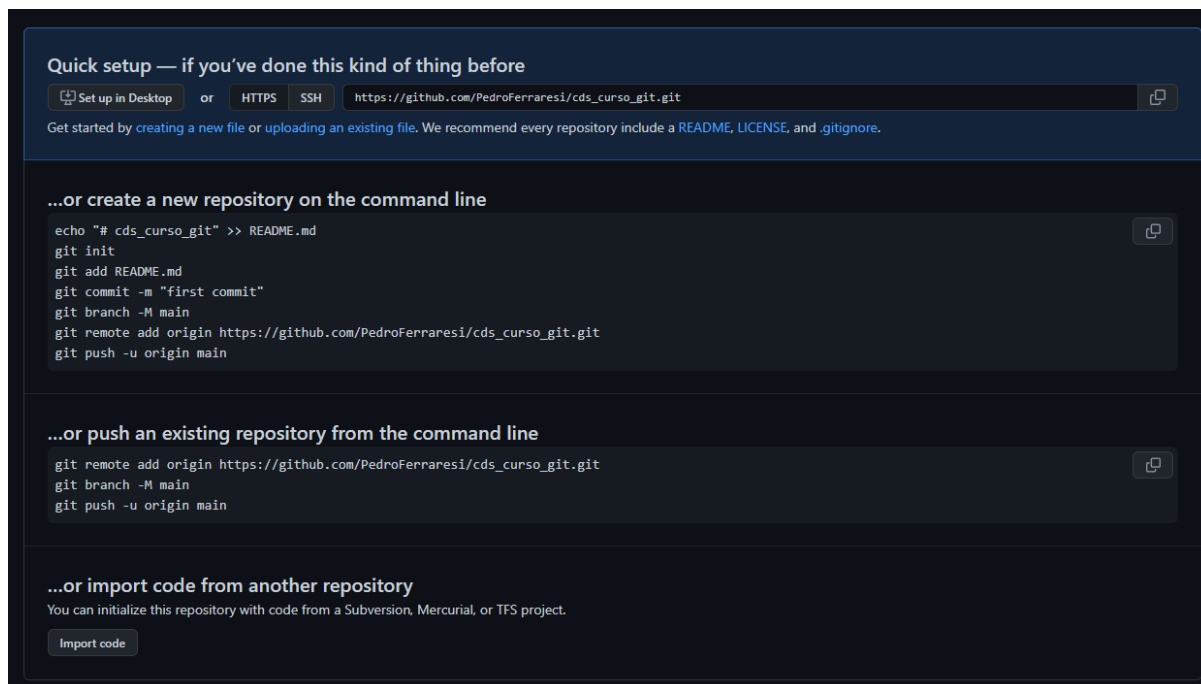 Quick setup — if you’ve done this kind of thing before
Set up in Desktop or HTTPS SSH https://github.com/PedroFerraresi/cds_curso_git.git
Get started by creating a new file or uploading an existing file. We recommend every repository include a README, LICENSE, and .gitignore.
...or create a new repository on the command line
echo "# cds_curso_git" >> README.md
git init
git add README.md
git commit -m "first commit"
git branch -M main
git remote add origin https://github.com/PedroFerraresi/cds_curso_git.git
git push -u origin main
...or push an existing repository from the command line
git remote add origin https://github.com/PedroFerraresi/cds_curso_git.git
git branch -M main
git push -u origin main
...or import code from another repository
You can initialize this repository with code from a Subversion, Mercurial, or TFS project.
Import code